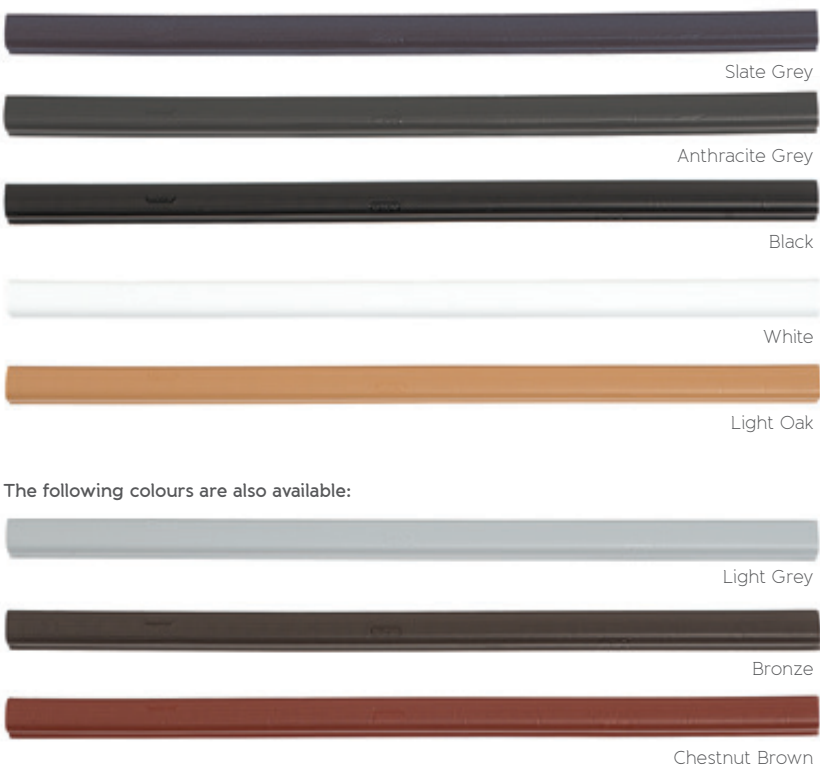 Slate Grey
Anthracite Grey
Black
White
Light Oak
The following colours are also available:
Light Grey
Bronze
Chestnut Brown